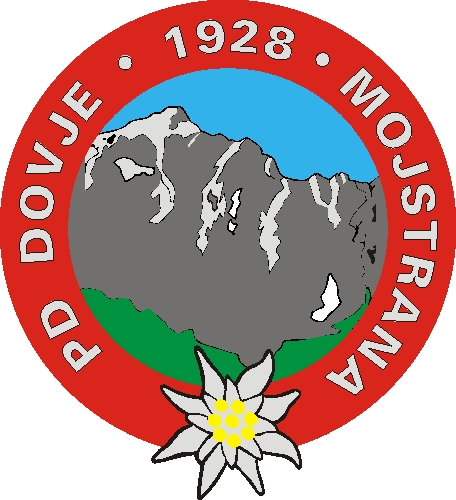 PD DOVJE • 1928 • MOJSTRANA